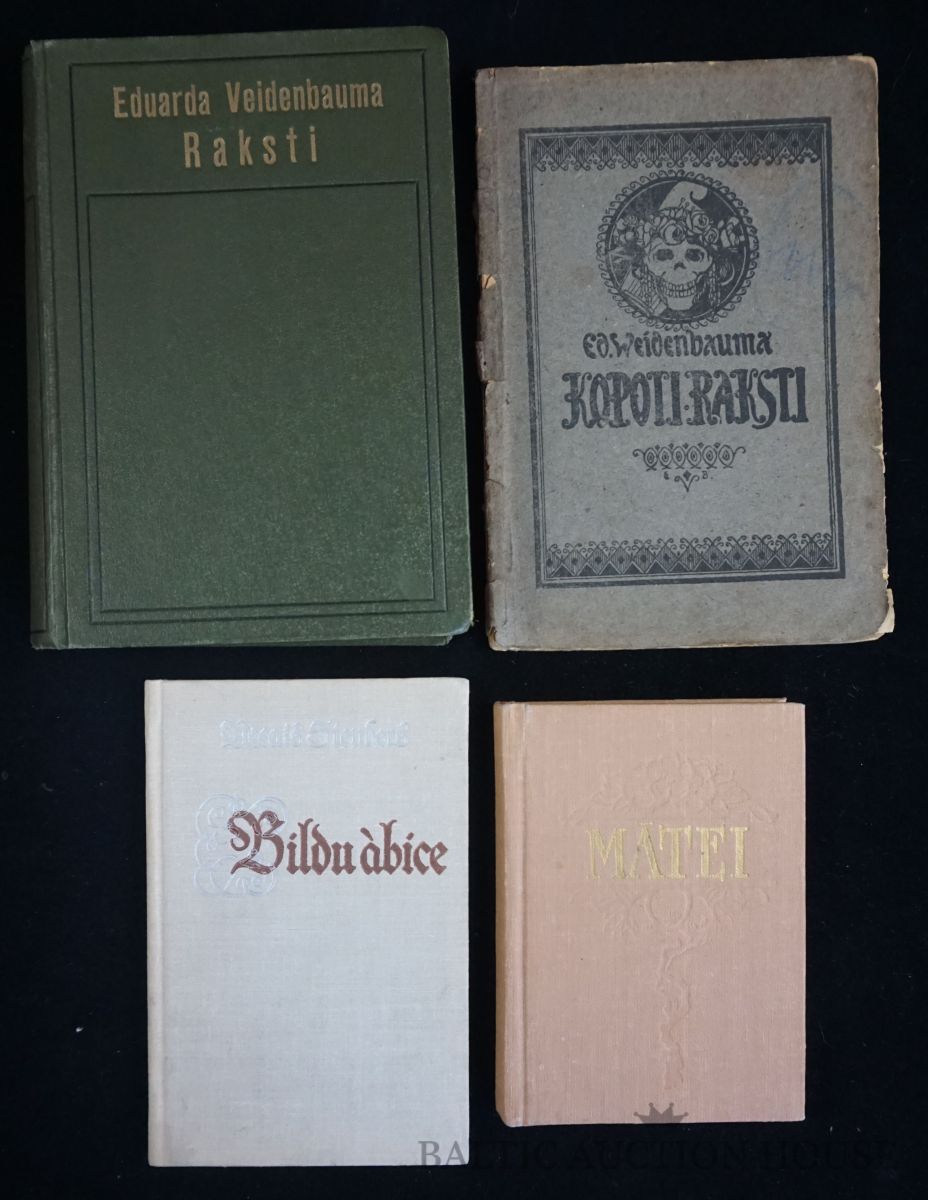 Eduarda Veidenbauma
Raksti
Ed. Weidenbauma
KOPOTI · RAKSTI
E. B.
Bildu àbice
MĀTEI
BALTIC AUCTION HOUSE